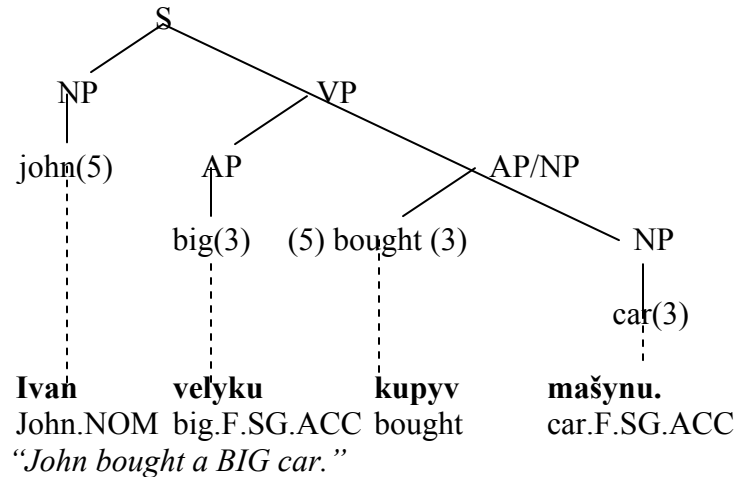 S
NP VP
john(5) AP AP/NP
big(3) (5) bought (3) NP
car(3)
Ivan velyku kupyv mašynu.
John.NOM big.F.SG.ACC bought car.F.SG.ACC
“John bought a BIG car.”